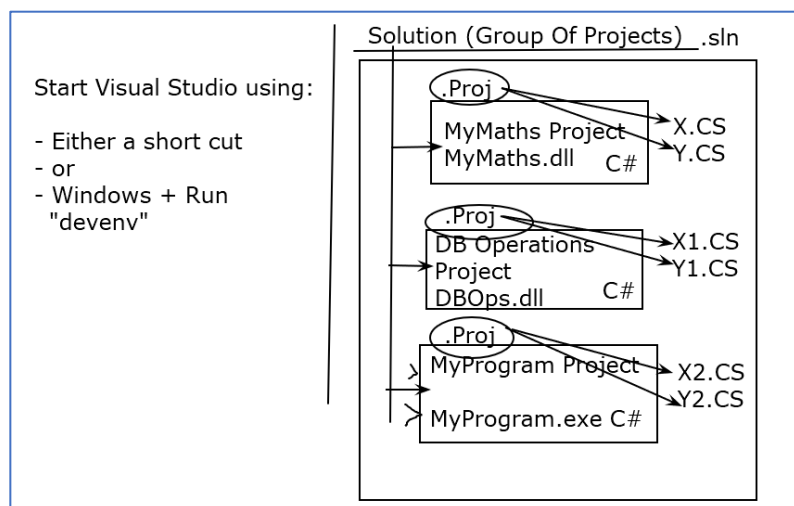 Solution (Group Of Projects) .sln
Start Visual Studio using:
- Either a short cut
- or
- Windows + Run
"devenv"
.Proj
MyMaths Project
MyMaths.dll C#
X.CS
Y.CS
.Proj
DB Operations
Project
DBOps.dll C#
X1.CS
Y1.CS
.Proj
MyProgram Project
MyProgram.exe C#
X2.CS
Y2.CS